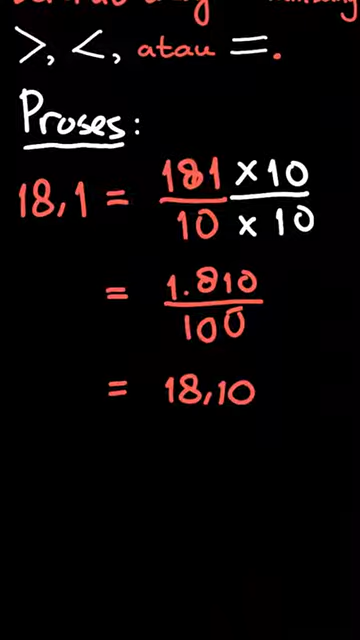 >, <, atau =.
Proses:
18,1 = 181 × 10
10 × 10
= 1.810
100
= 18,10